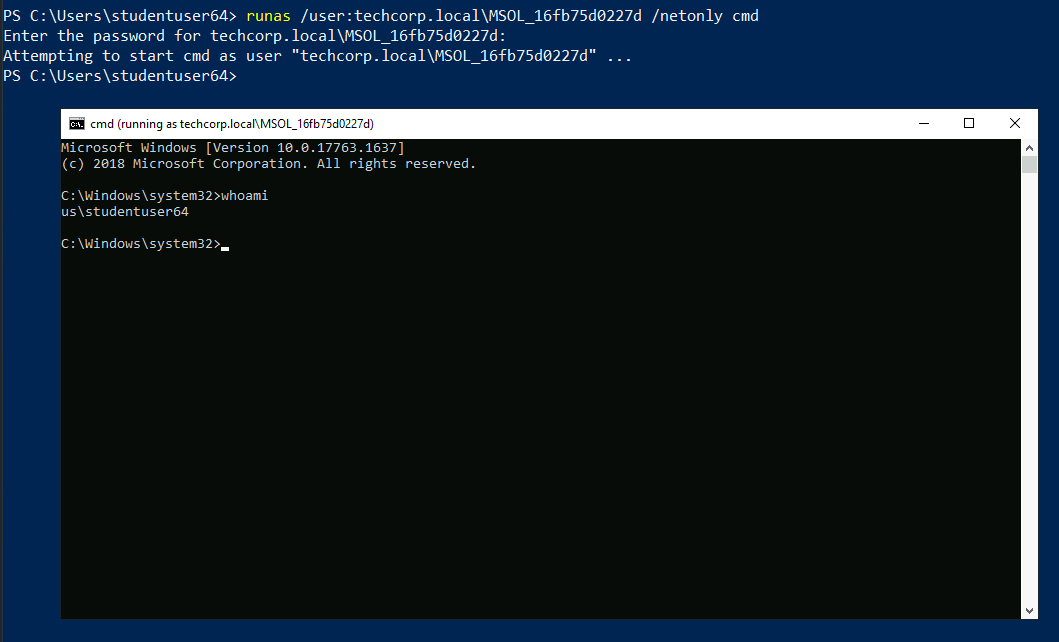 PS C:\Users\studentuser64> runas /user:techcorp.local\MSOL_16fb75d0227d /netonly cmd
Enter the password for techcorp.local\MSOL_16fb75d0227d:
Attempting to start cmd as user "techcorp.local\MSOL_16fb75d0227d" ...
PS C:\Users\studentuser64>
cmd (running as techcorp.local\MSOL_16fb75d0227d)
Microsoft Windows [Version 10.0.17763.1637]
(c) 2018 Microsoft Corporation. All rights reserved.
C:\Windows\system32>whoami
us\studentuser64
C:\Windows\system32>